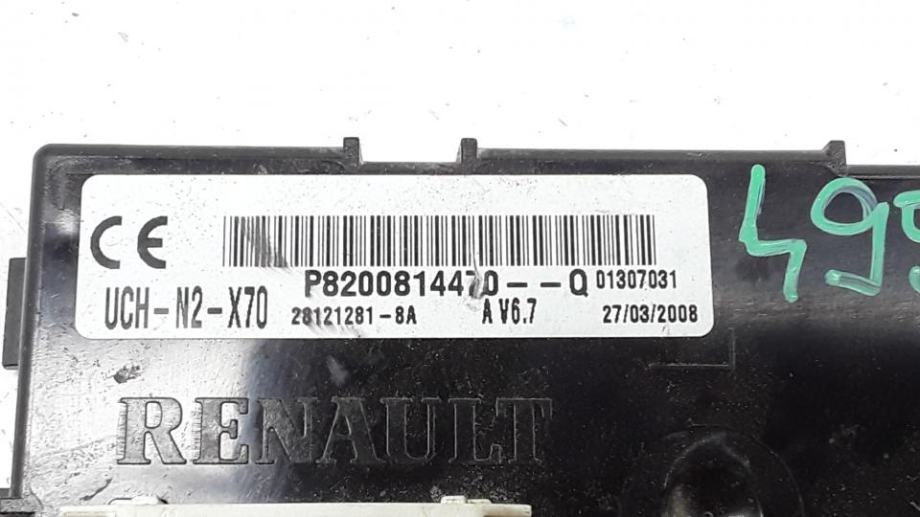 CE
P8200814470--Q 01307031
UCH-N2-X70 28121281-8A A V6.7 27/03/2008
RENAULT